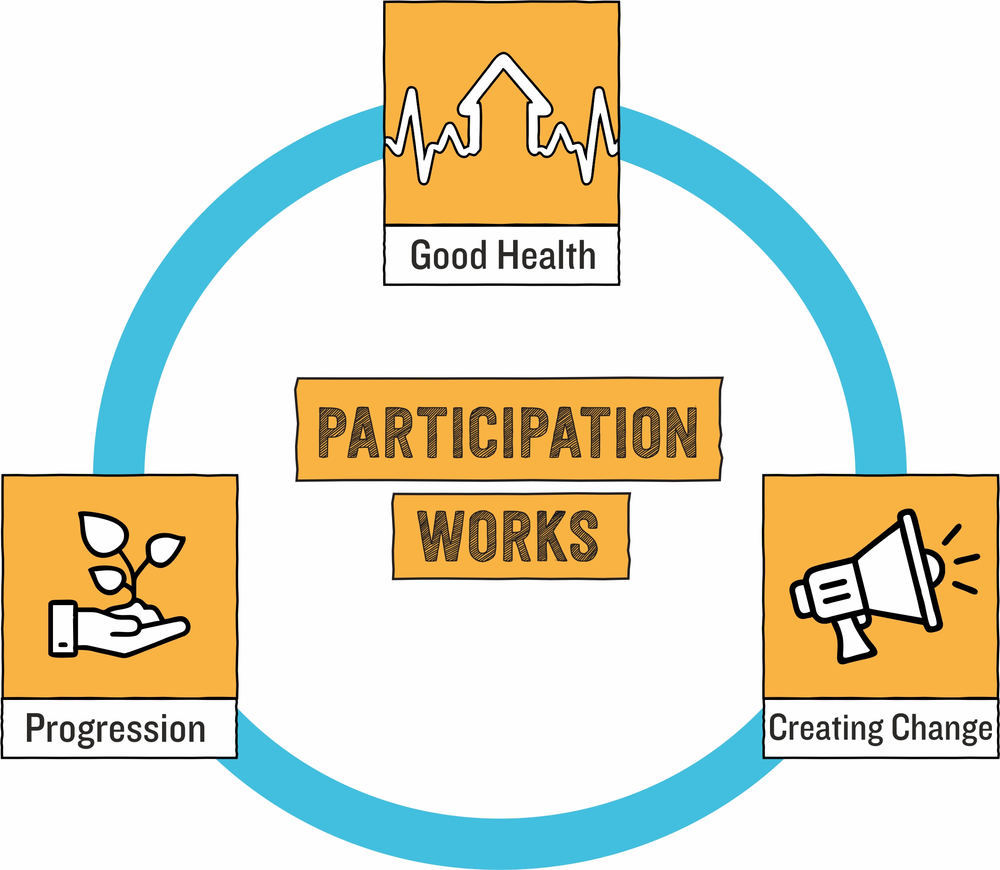 Good Health
PARTICIPATION
WORKS
Progression
Creating Change